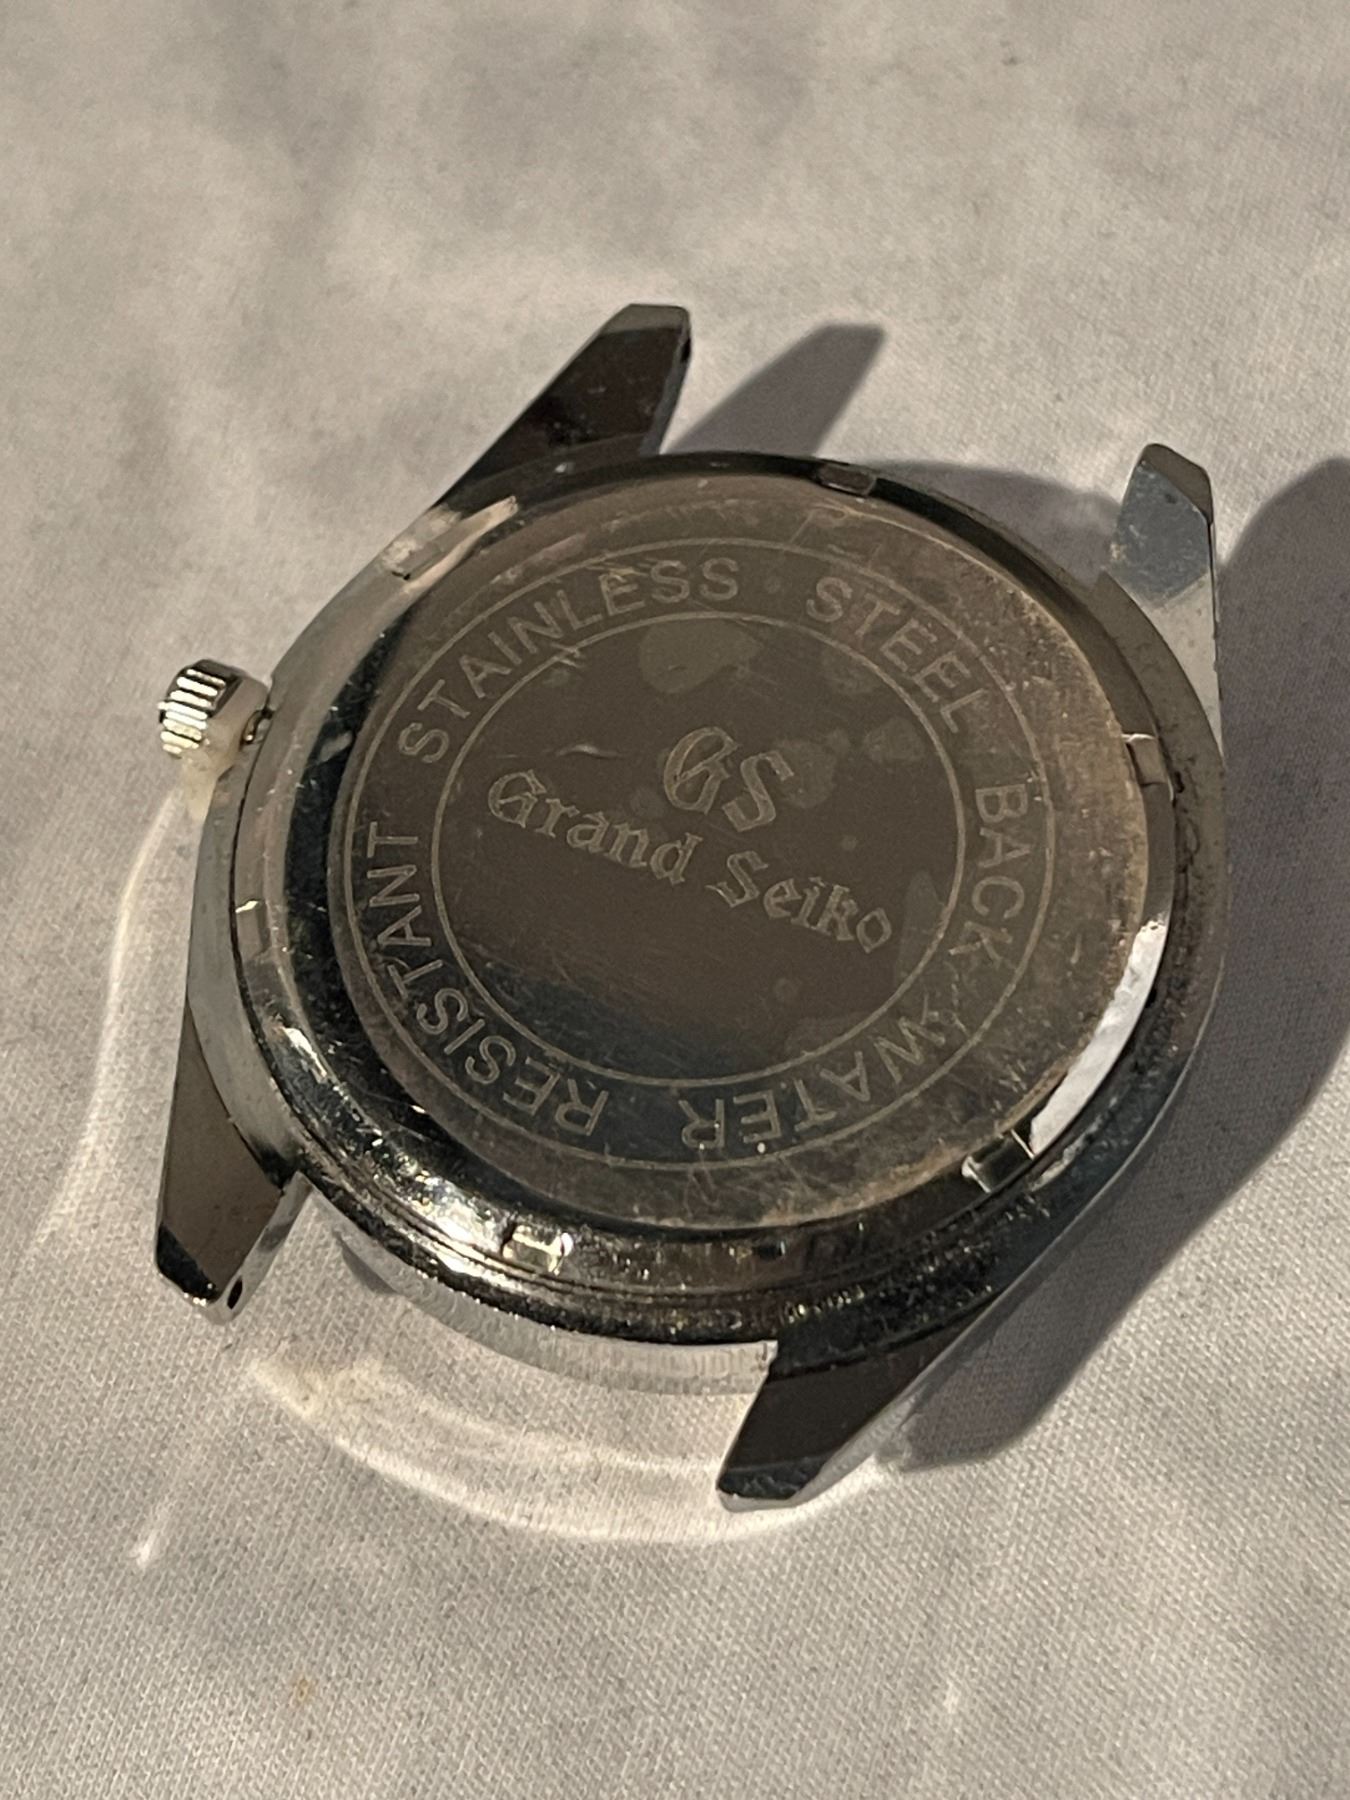 GS
Grand Seiko
STAINLESS STEEL BACK WATER RESISTANT